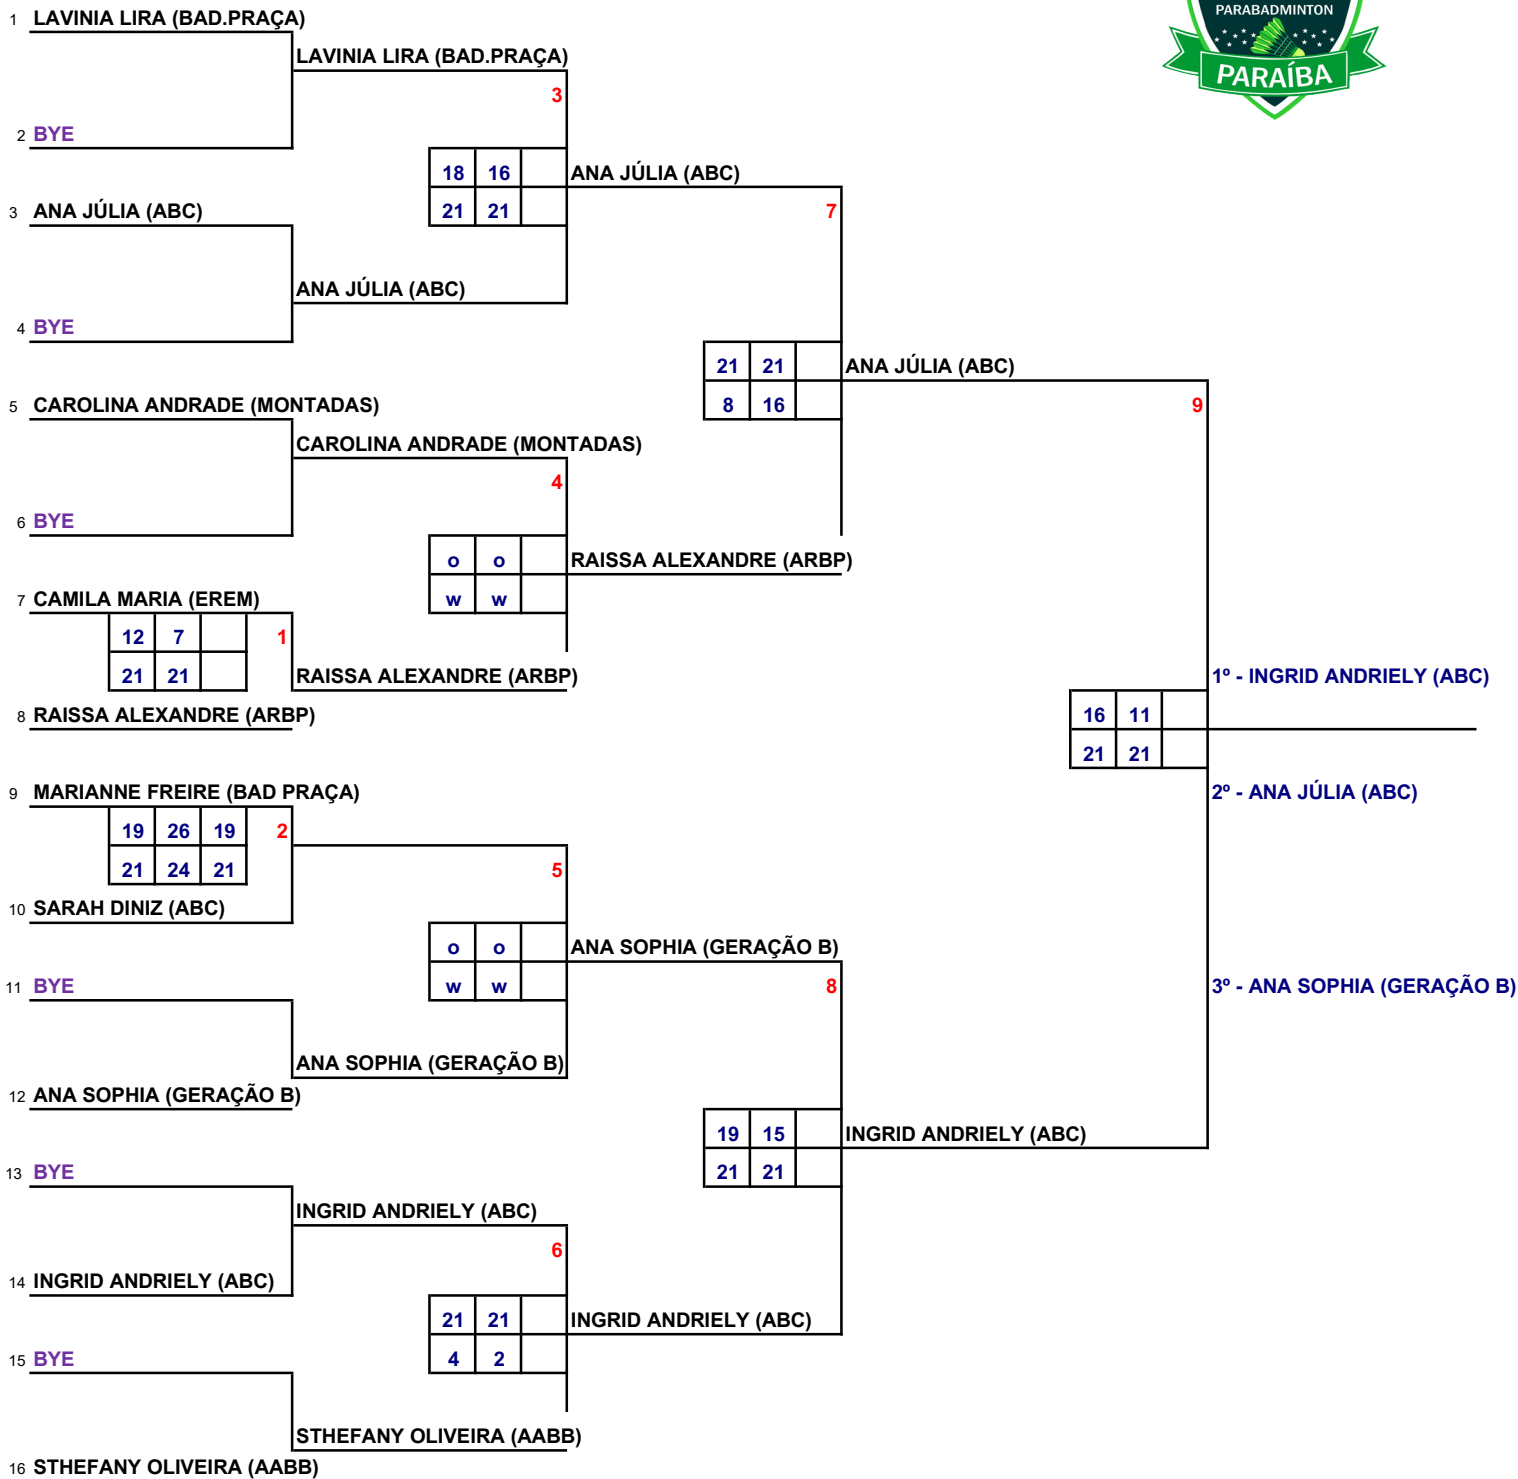 PARABADMINTON
PARAÍBA
1 LAVINIA LIRA (BAD.PRAÇA)
LAVINIA LIRA (BAD.PRAÇA)
3
2 BYE
18 16
ANA JÚLIA (ABC)
21 21
3 ANA JÚLIA (ABC)
7
ANA JÚLIA (ABC)
4 BYE
21 21
ANA JÚLIA (ABC)
8 16
5 CAROLINA ANDRADE (MONTADAS)
9
CAROLINA ANDRADE (MONTADAS)
4
6 BYE
o o
RAISSA ALEXANDRE (ARBP)
w w
7 CAMILA MARIA (EREM)
12 7
1
21 21
RAISSA ALEXANDRE (ARBP)
1º - INGRID ANDRIELY (ABC)
8 RAISSA ALEXANDRE (ARBP)
16 11
21 21
9 MARIANNE FREIRE (BAD PRAÇA)
2º - ANA JÚLIA (ABC)
19 26 19
2
21 24 21
5
10 SARAH DINIZ (ABC)
o o
ANA SOPHIA (GERAÇÃO B)
w w
11 BYE
8
3º - ANA SOPHIA (GERAÇÃO B)
ANA SOPHIA (GERAÇÃO B)
12 ANA SOPHIA (GERAÇÃO B)
19 15
INGRID ANDRIELY (ABC)
21 21
13 BYE
INGRID ANDRIELY (ABC)
6
14 INGRID ANDRIELY (ABC)
21 21
INGRID ANDRIELY (ABC)
4 2
15 BYE
STHEFANY OLIVEIRA (AABB)
16 STHEFANY OLIVEIRA (AABB)